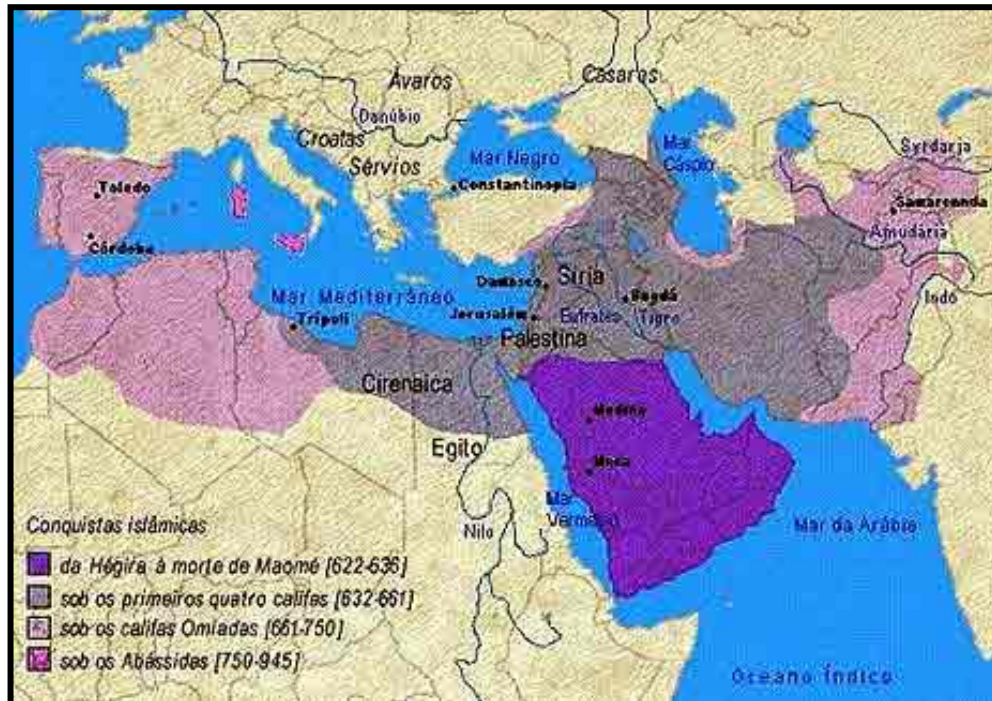 Ávaros
Cásaros
Danúbio
Croatas
Sérvios
Mar Negro
Mar
Cáspio
Syrdarja
Toledo
Constantinopla
Samarcanda
Córdoba
Amudária
Damasco
Síria
Bagdá
Indo
Mar Mediterrâneo
Trípoli
Jerusalém
Eufrates
Tigre
Palestina
Cirenaica
Medina
Egito
Meca
Mar
Vermelho
Nilo
Mar da Arábia
Conquistas islâmicas
da Hégira à morte de Maomé [622-636]
sob os primeiros quatro califas [632-661]
sob os califas Omíadas [661-750]
sob os Abássidas [750-945]
Oceano Índico